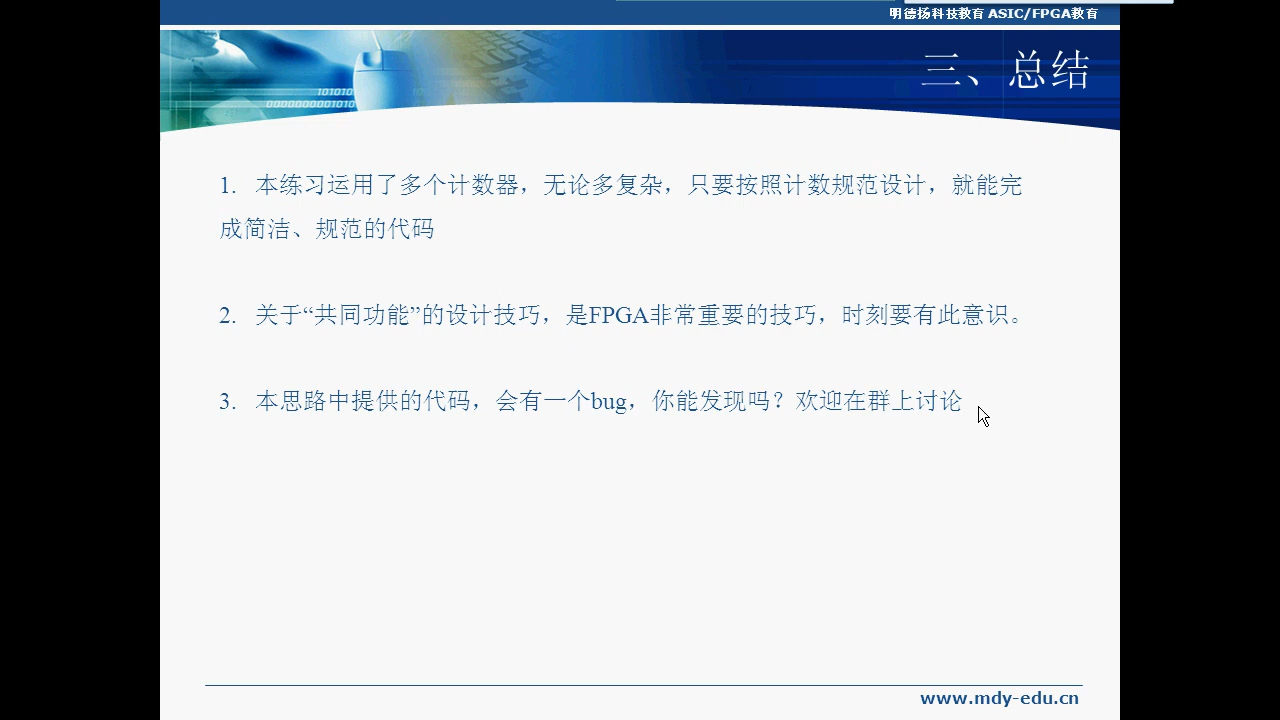 明德扬科技教育 ASIC/FPGA教育
三、总结
101010
0000000001010
1. 本练习运用了多个计数器，无论多复杂，只要按照计数规范设计，就能完
成简洁、规范的代码
2. 关于“共同功能”的设计技巧，是FPGA非常重要的技巧，时刻要有此意识。
3. 本思路中提供的代码，会有一个bug，你能发现吗？欢迎在群上讨论
www.mdy-edu.cn